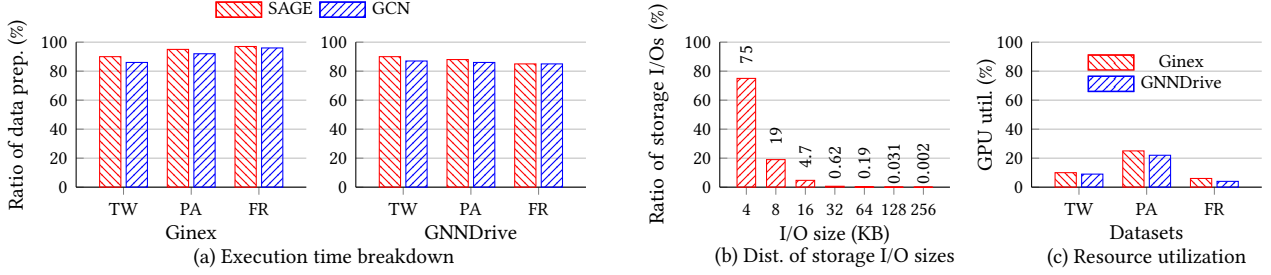 SAGE GCN
Ratio of data prep. (%)
100
80
60
40
20
0
TW PA FR
Ginex
100
80
60
40
20
0
TW PA FR
GNNDrive
(a) Execution time breakdown
Ratio of storage I/Os (%)
100
80
60
40
20
0
75
19
4.7
0.62
0.19
0.031
0.002
4 8 16 32 64 128 256
I/O size (KB)
(b) Dist. of storage I/O sizes
GPU util. (%)
100
80
60
40
20
0
Ginex
GNNDrive
TW PA FR
Datasets
(c) Resource utilization